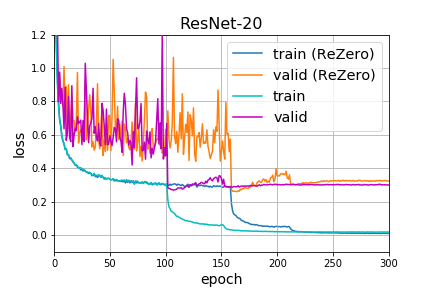 ResNet-20
loss
1.2
1.0
0.8
0.6
0.4
0.2
0.0
train (ReZero)
valid (ReZero)
train
valid
0 50 100 150 200 250 300
epoch